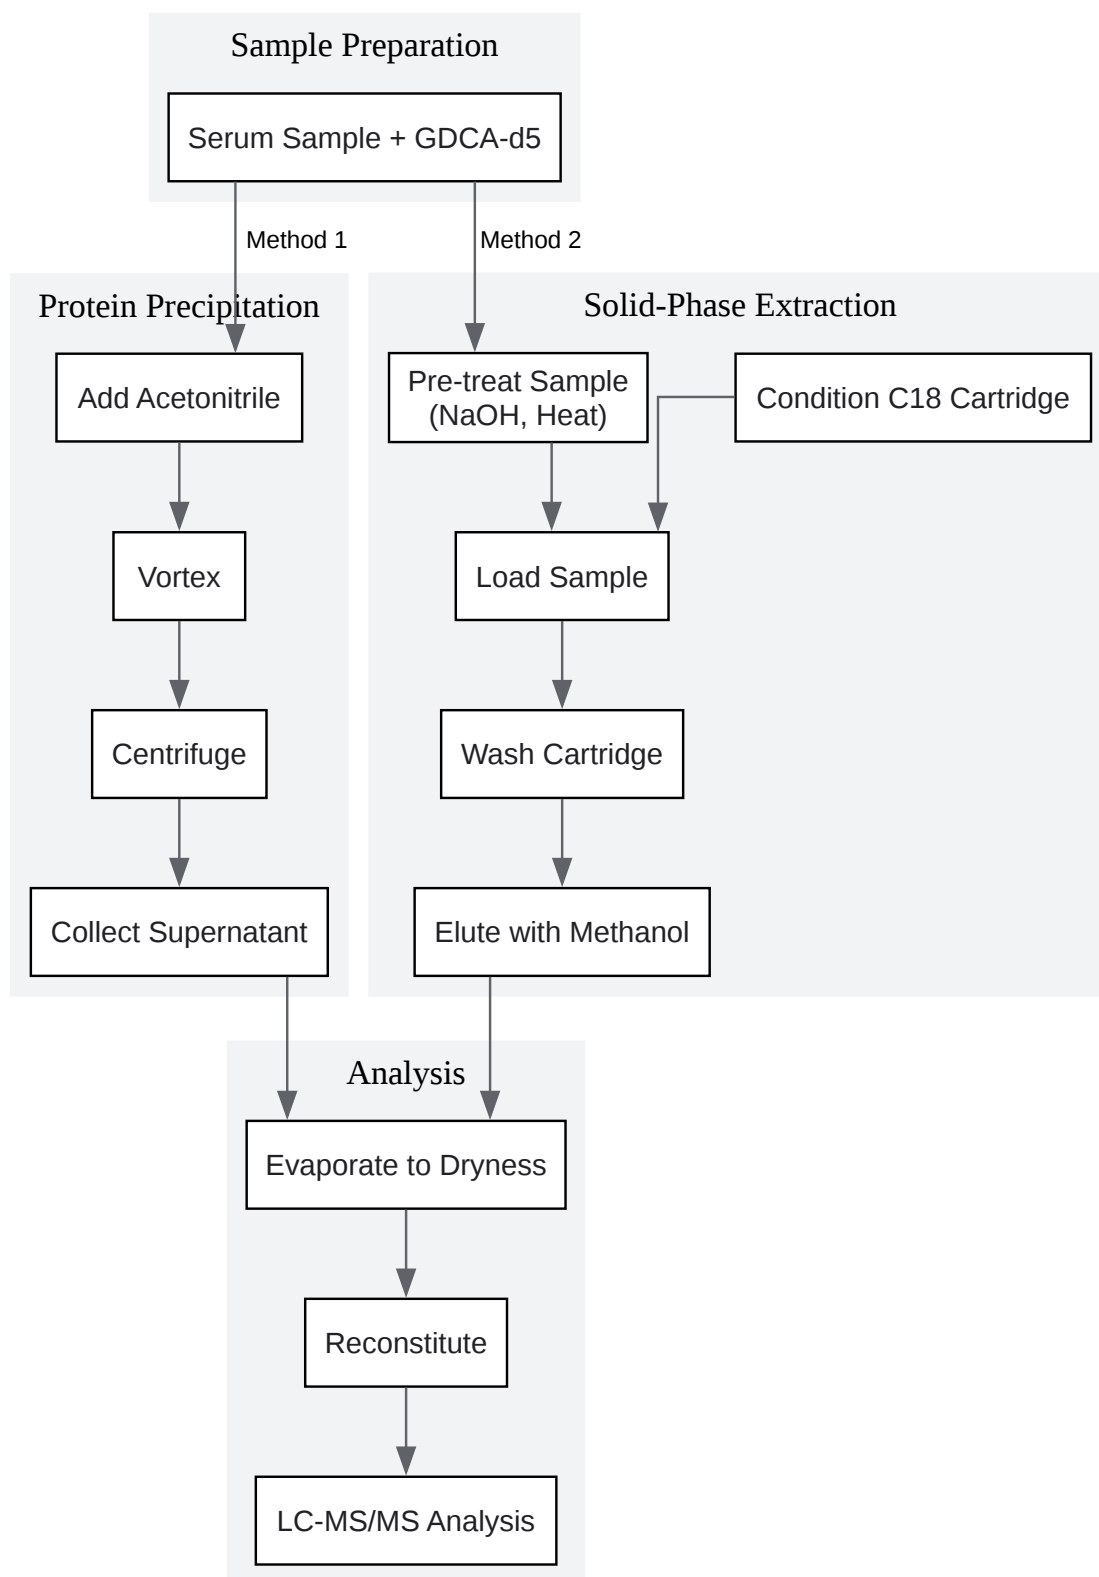 Sample Preparation
Serum Sample + GDCA-d5
Method 1
Method 2
Protein Precipitation
Add Acetonitrile
Vortex
Centrifuge
Collect Supernatant
Solid-Phase Extraction
Pre-treat Sample
(NaOH, Heat)
Condition C18 Cartridge
Load Sample
Wash Cartridge
Elute with Methanol
Analysis
Evaporate to Dryness
Reconstitute
LC-MS/MS Analysis